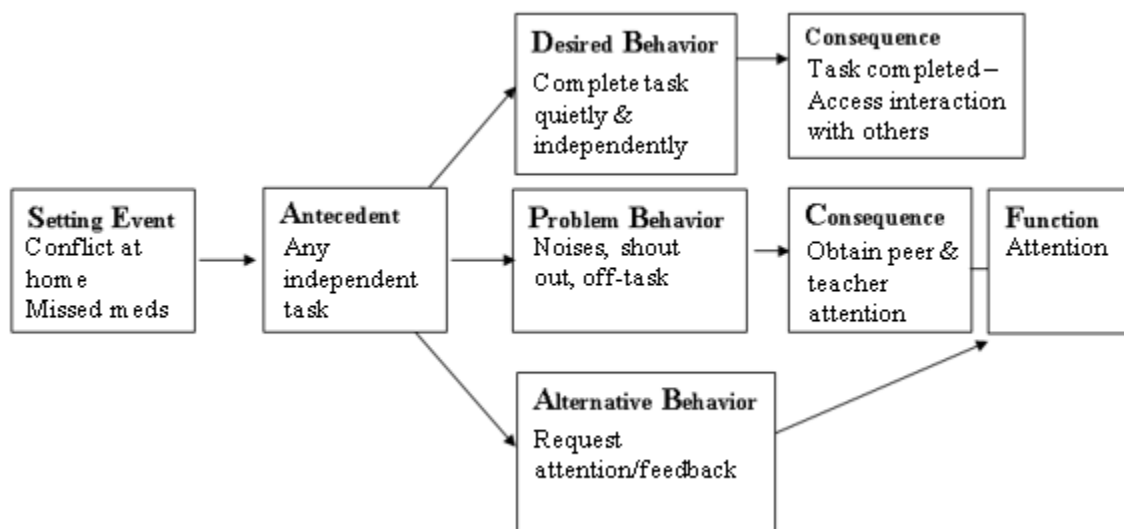 Desired Behavior
Complete task
quietly &
independently
Consequence
Task completed–
Access interaction
with others
Setting Event
Conflict at
home
Missed meds
Antecedent
Any
independent
task
Problem Behavior
Noises, shout
out, off-task
Consequence
Obtain peer &
teacher
attention
Function
Attention
Alternative Behavior
Request
attention/feedback